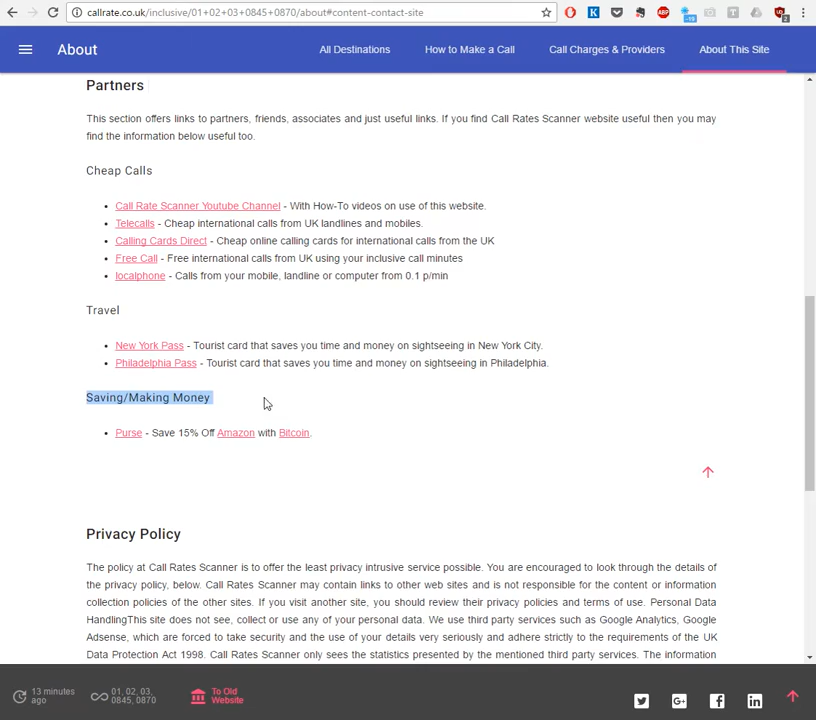 callrate.co.uk/inclusive/01+02+03+0845+0870/about#content-contact-site
About
All Destinations
How to Make a Call
Call Charges & Providers
About This Site
Partners
This section offers links to partners, friends, associates and just useful links. If you find Call Rates Scanner website useful then you may
find the information below useful too.
Cheap Calls
• Call Rate Scanner Youtube Channel - With How-To videos on use of this website.
• Telecalls - Cheap international calls from UK landlines and mobiles.
• Calling Cards Direct - Cheap online calling cards for international calls from the UK
• Free Call - Free international calls from UK using your inclusive call minutes
• localphone - Calls from your mobile, landline or computer from 0.1 p/min
Travel
• New York Pass - Tourist card that saves you time and money on sightseeing in New York City.
• Philadelphia Pass - Tourist card that saves you time and money on sightseeing in Philadelphia.
Saving/Making Money
• Purse - Save 15% Off Amazon with Bitcoin.
Privacy Policy
The policy at Call Rates Scanner is to offer the least privacy intrusive service possible. You are encouraged to look through the details of
the privacy policy, below. Call Rates Scanner may contain links to other web sites and is not responsible for the content or information
collection policies of the other sites. If you visit another site, you should review their privacy policies and terms of use. Personal Data
HandlingThis site does not see, collect or use any of your personal data. We use third party services such as Google Analytics, Google
Adsense, which are forced to take security and the use of your details very seriously and adhere strictly to the requirements of the UK
Data Protection Act 1998. Call Rates Scanner only sees the statistics presented by the mentioned third party services. The information
13 minutes
ago
01, 02, 03,
0845, 0870
To Old
Website